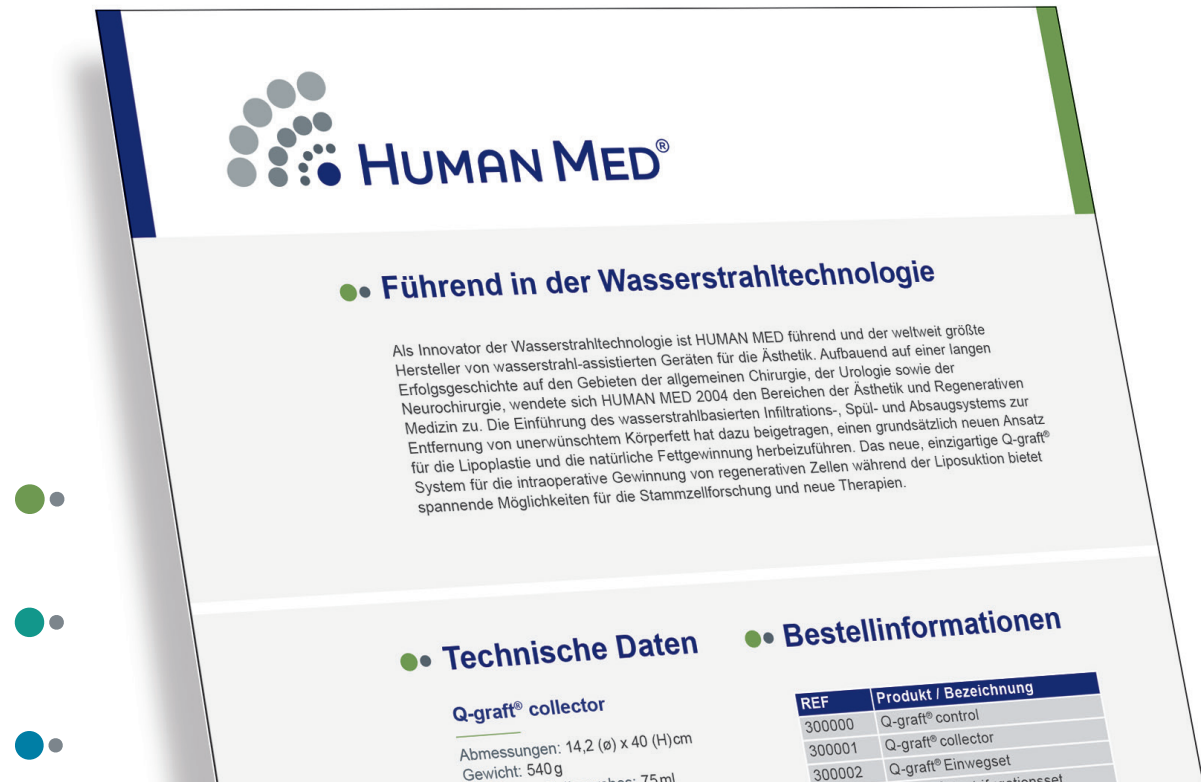 HUMAN MED®
Führend in der Wasserstrahltechnologie
Als Innovator der Wasserstrahltechnologie ist HUMAN MED führend und der weltweit größte
Hersteller von wasserstrahl-assistierten Geräten für die Ästhetik. Aufbauend auf einer langen
Erfolgsgeschichte auf den Gebieten der allgemeinen Chirurgie, der Urologie sowie der
Neurochirurgie, wendete sich HUMAN MED 2004 den Bereichen der Ästhetik und Regenerativen
Medizin zu. Die Einführung des wasserstrahlbasierten Infiltrations-, Spül- und Absaugsystems zur
Entfernung von unerwünschtem Körperfett hat dazu beigetragen, einen grundsätzlich neuen Ansatz
für die Lipoplastie und die natürliche Fettgewinnung herbeizuführen. Das neue, einzigartige Q-graft®
System für die intraoperative Gewinnung von regenerativen Zellen während der Liposuktion bietet
spannende Möglichkeiten für die Stammzellforschung und neue Therapien.
Technische Daten
Q-graft® collector
Abmessungen: 14,2 (ø) x 40 (H)cm
Gewicht: 540g
75ml
Bestellinformationen
REF Produkt / Bezeichnung
300000 Q-graft® control
300001 Q-graft® collector
300002 Q-graft® Einwegset